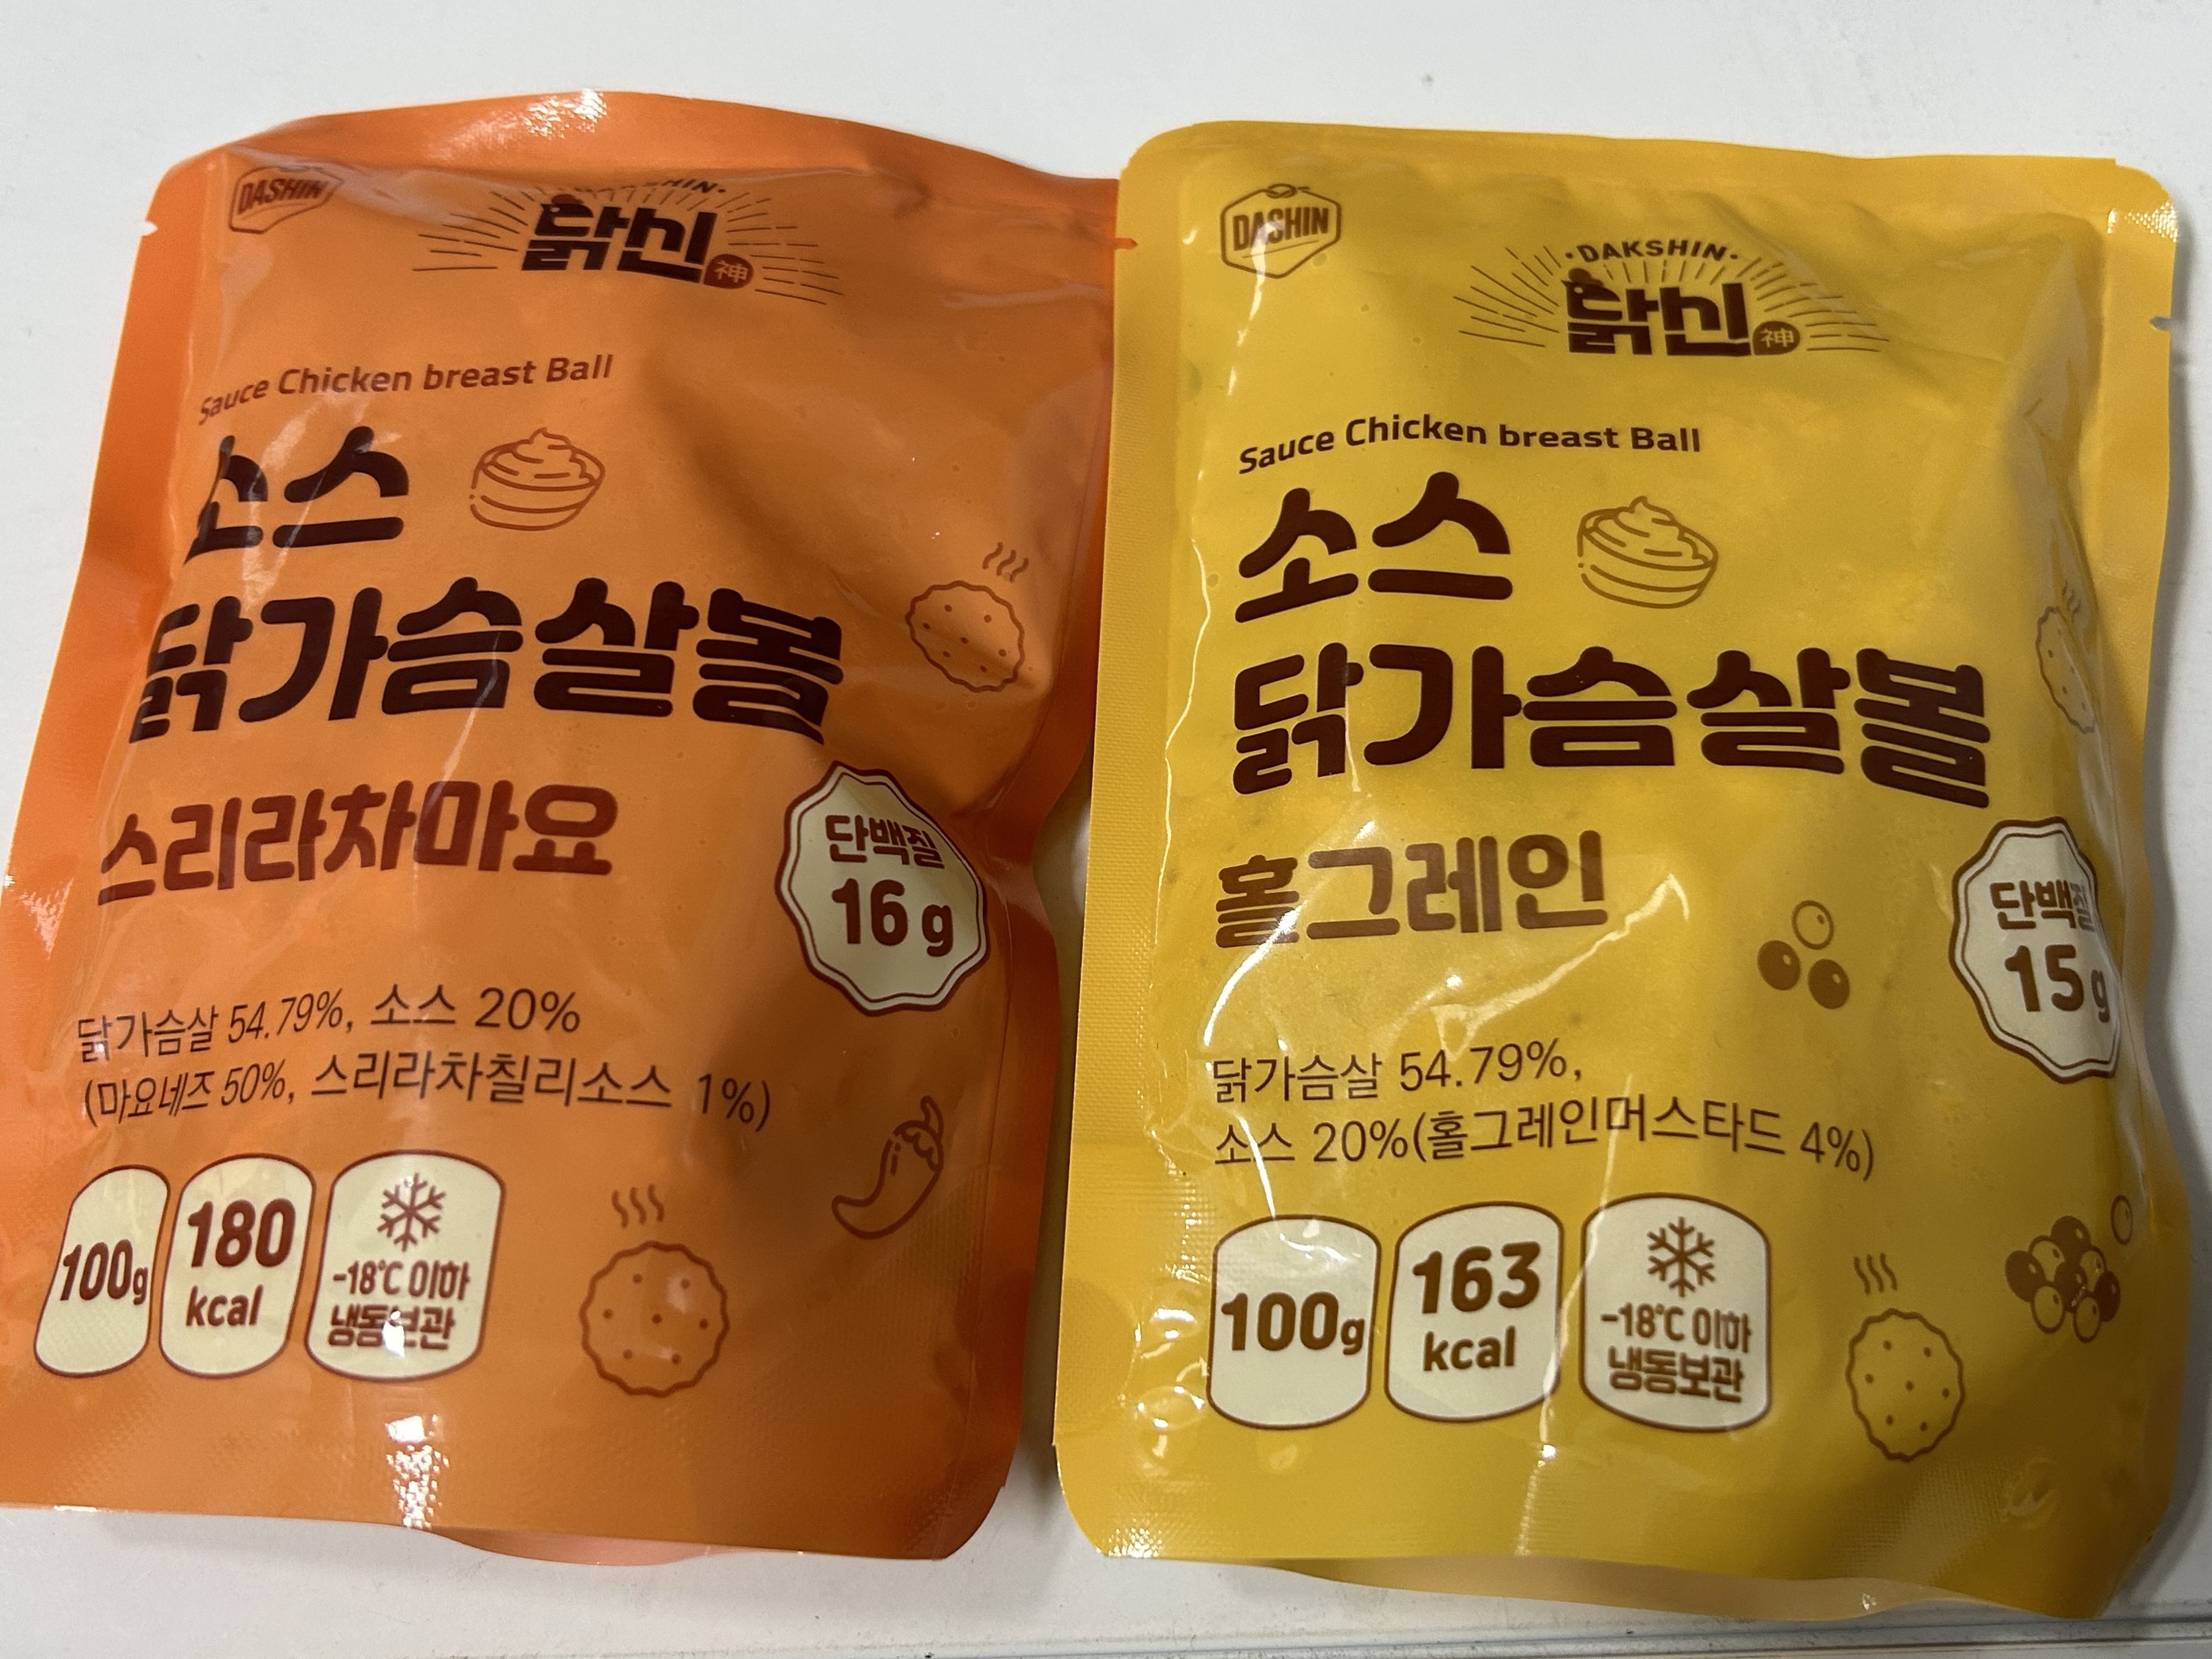 DASHIN
닭신
神
Sauce Chicken breast Ball
소스
닭가슴살볼
스리라차마요
단백질
16 g
닭가슴살 54.79%, 소스 20%
(마요네즈 50%, 스리라차칠리소스 1%)
100g
180
kcal
-18℃ 이하
냉동보관
DASHIN
·DAKSHIN·
닭신
神
Sauce Chicken breast Ball
소스
닭가슴살볼
홀그레인
단백질
15 g
닭가슴살 54.79%,
소스 20%(홀그레인머스타드 4%)
100g
163
kcal
-18℃ 이하
냉동보관